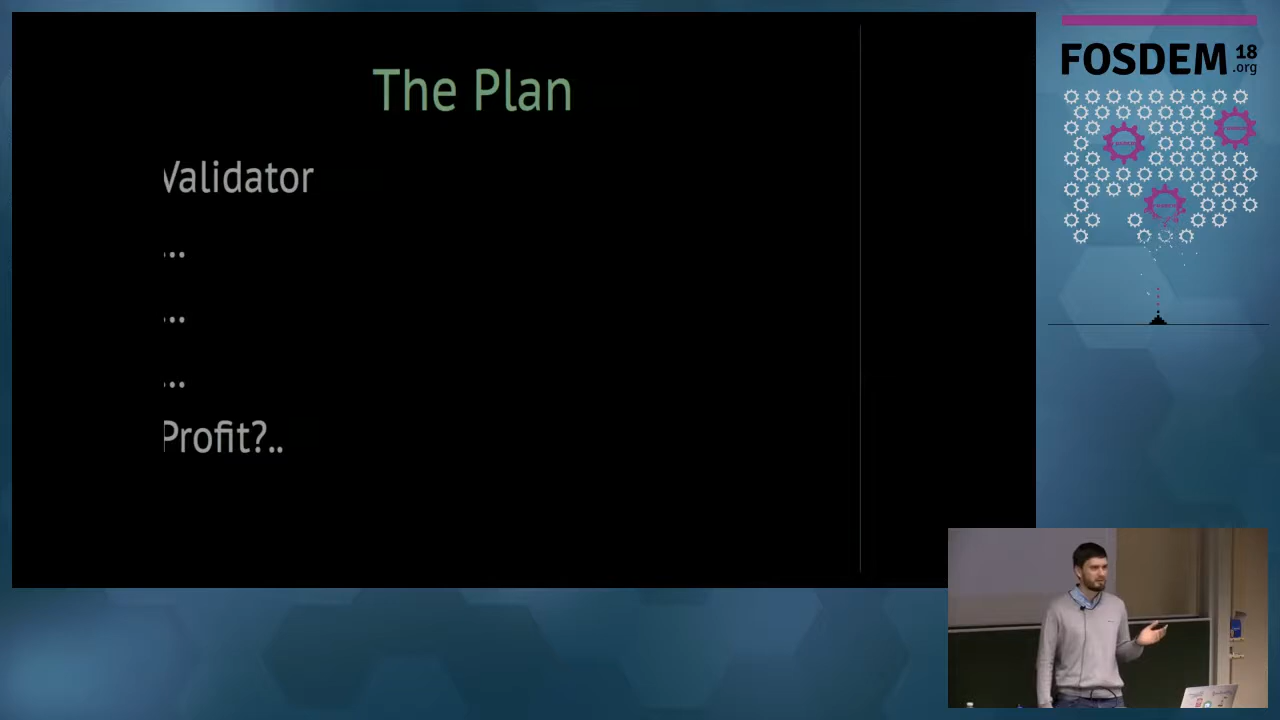 The Plan
Validator
...
...
...
Profit?..
FOSDEM 18
.org